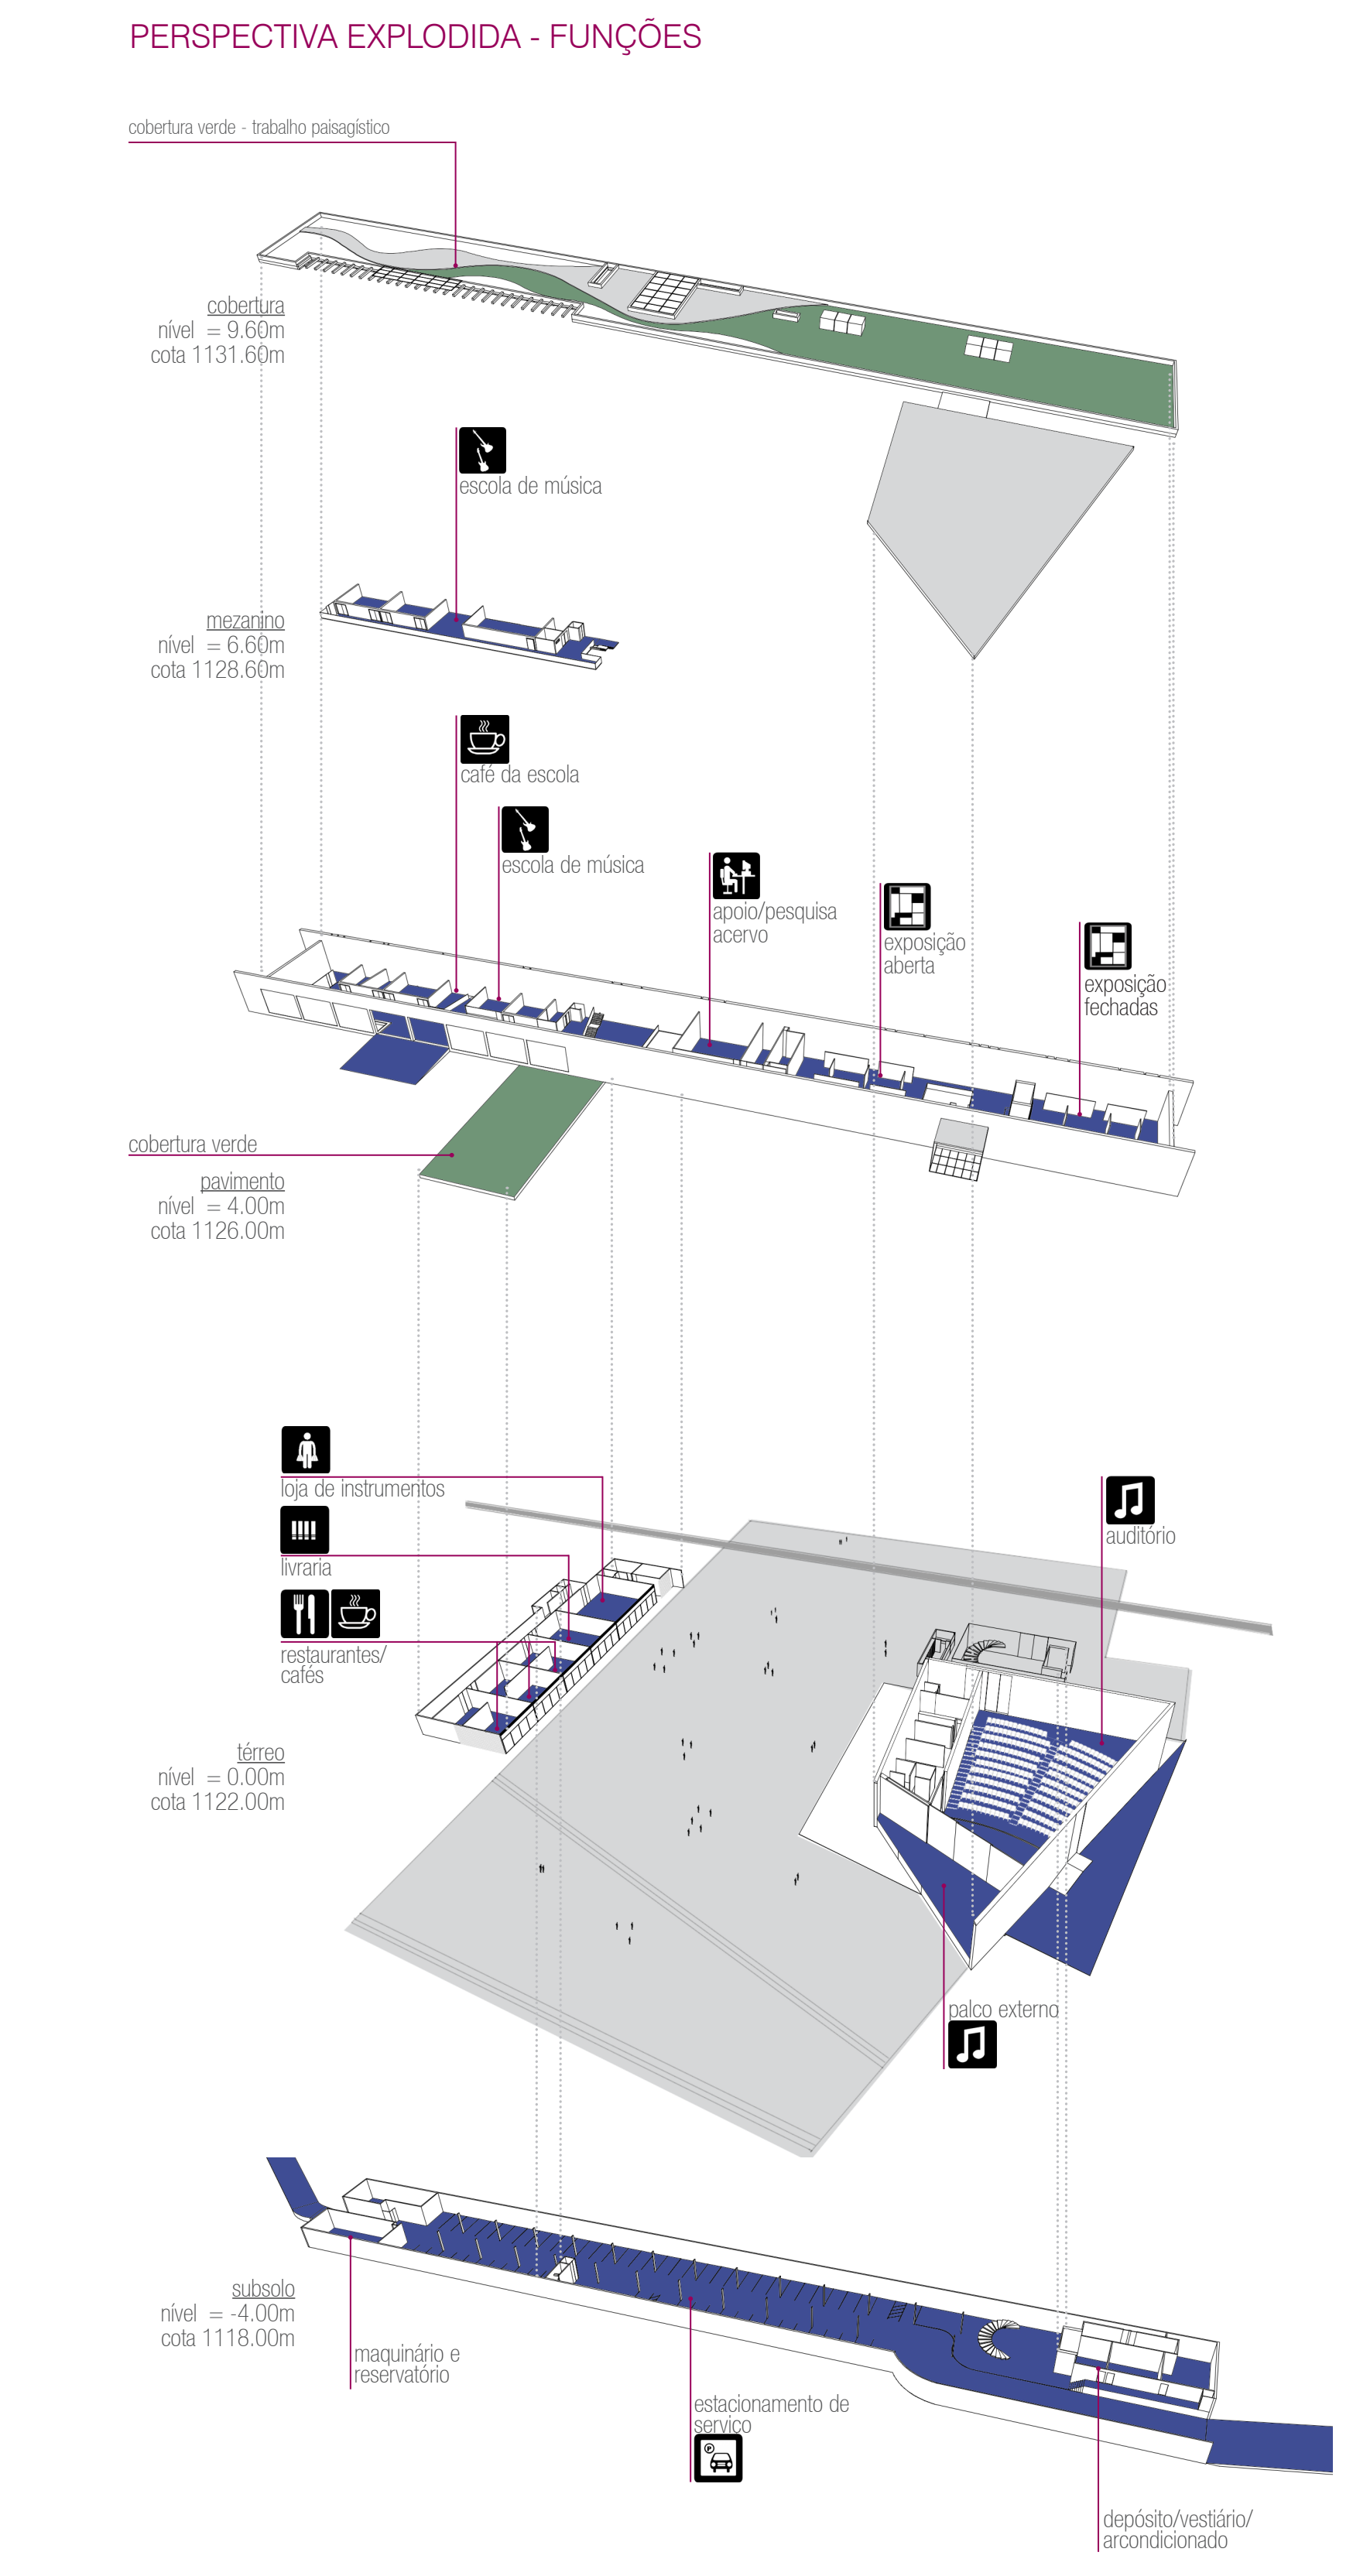 PERSPECTIVA EXPLODIDA - FUNÇÕES
cobertura verde - trabalho paisagístico
cobertura
nível = 9.60m
cota 1131.60m
escola de música
mezanino
nível = 6.60m
cota 1128.60m
café da escola
escola de música
apoio/pesquisa
acervo
exposição
aberta
exposição
fechadas
cobertura verde
pavimento
nível = 4.00m
cota 1126.00m
loja de instrumentos
livraria
restaurantes/
cafés
auditório
térreo
nível = 0.00m
cota 1122.00m
palco externo
subsolo
nível = -4.00m
cota 1118.00m
maquinário e
reservatório
estacionamento de
serviço
P
depósito/vestiário/
arcondicionado